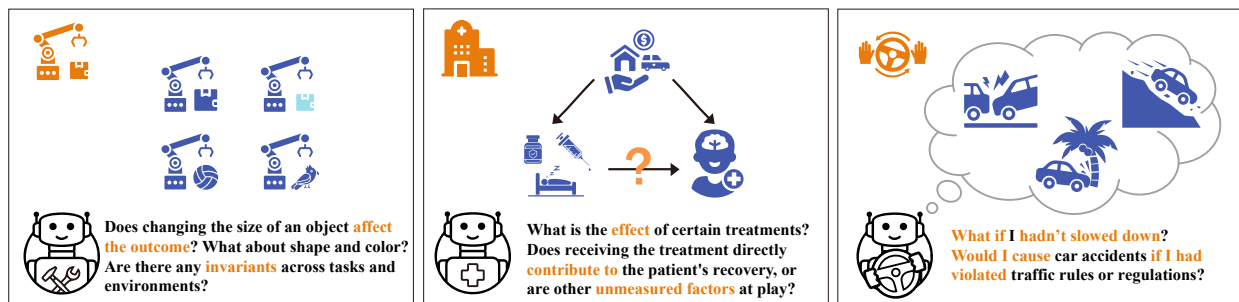 Does changing the size of an object affect
the outcome? What about shape and color?
Are there any invariants across tasks and
environments?
$
?
z
z
What is the effect of certain treatments?
Does receiving the treatment directly
contribute to the patient's recovery, or
are other unmeasured factors at play?
What if I hadn't slowed down?
Would I cause car accidents if I had
violated traffic rules or regulations?